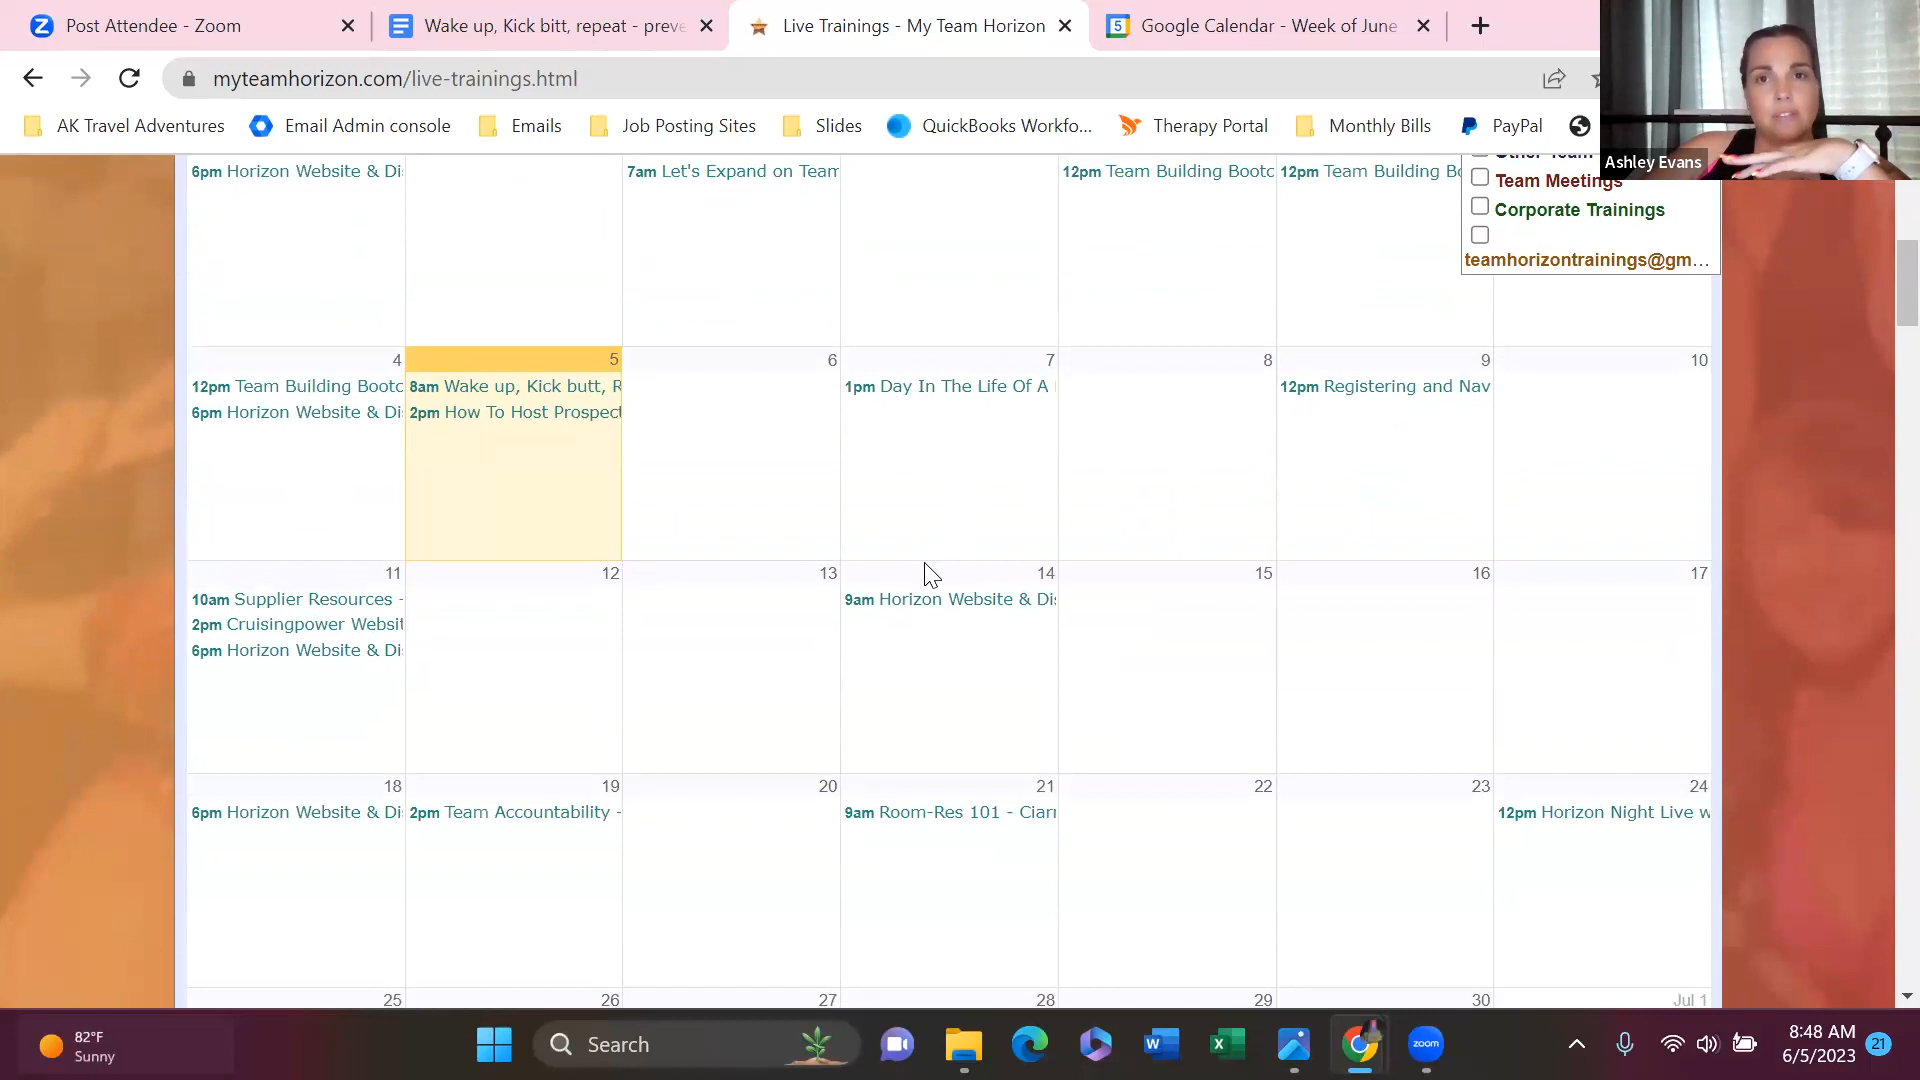 Post Attendee - Zoom
Wake up, Kick bitt, repeat - preve
Live Trainings - My Team Horizon
Google Calendar - Week of June
myteamhorizon.com/live-trainings.html
AK Travel Adventures
Email Admin console
Emails
Job Posting Sites
Slides
QuickBooks Workfo...
Therapy Portal
Monthly Bills
PayPal
Ashley Evans
Team Meetings
Corporate Trainings
teamhorizontrainings@gm...
6pm Horizon Website & Di
7am Let's Expand on Team
12pm Team Building Bootc
12pm Team Building Bo
4
5
6
7
8
9
10
12pm Team Building Bootc
6pm Horizon Website & Di
8am Wake up, Kick butt, R
2pm How To Host Prospect
1pm Day In The Life Of A
12pm Registering and Nav
11
12
13
14
15
16
17
10am Supplier Resources -
2pm Cruisingpower Websit
6pm Horizon Website & Di
9am Horizon Website & Di
18
19
20
21
22
23
24
6pm Horizon Website & Di
2pm Team Accountability -
9am Room-Res 101 - Ciar
12pm Horizon Night Live w
25
26
27
28
29
30
Jul 1
82°F
Sunny
Search
zoom
8:48 AM
6/5/2023
21